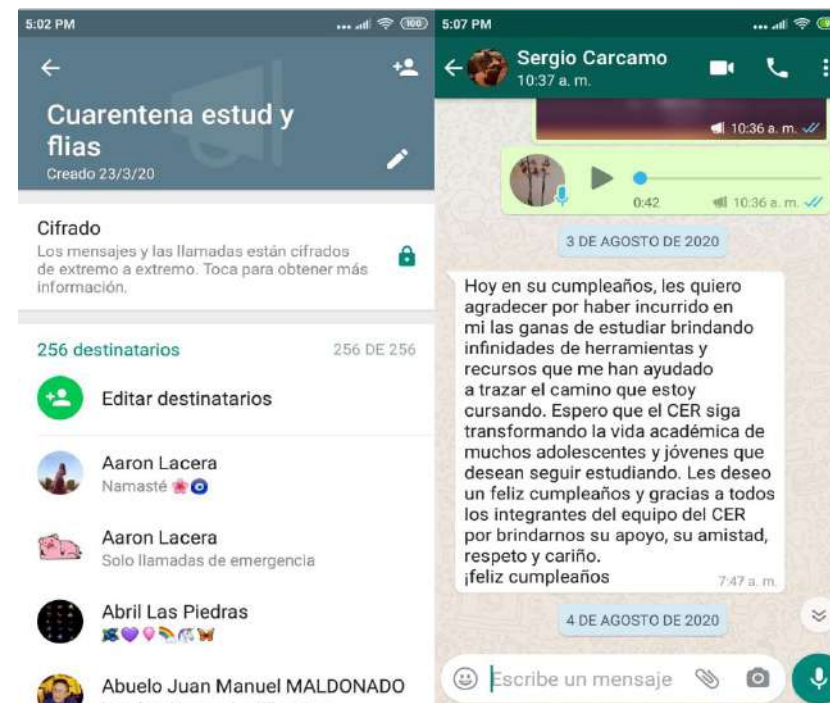 5:02 PM
100
Cuarentena estud y
flias
Creado 23/3/20
Cifrado
Los mensajes y las llamadas están cifrados
de extremo a extremo. Toca para obtener más
información.
256 destinatarios
256 DE 256
Editar destinatarios
Aaron Lacera
Namasté
Aaron Lacera
Solo llamadas de emergencia
Abril Las Piedras
Abuelo Juan Manuel MALDONADO
5:07 PM
Sergio Carcamo
10:37 a. m.
10:36 a. m.
0:42
10:36 a. m.
3 DE AGOSTO DE 2020
Hoy en su cumpleaños, les quiero
agradecer por haber incurrido en
mi las ganas de estudiar brindando
infinidades de herramientas y
recursos que me han ayudado
a trazar el camino que estoy
cursando. Espero que el CER siga
transformando la vida académica de
muchos adolescentes y jóvenes que
desean seguir estudiando. Les deseo
un feliz cumpleaños y gracias a todos
los integrantes del equipo del CER
por brindarnos su apoyo, su amistad,
respeto y cariño.
¡feliz cumpleaños
7:47 a. m.
4 DE AGOSTO DE 2020
Escribe un mensaje